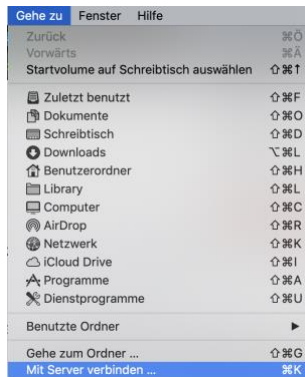 Gehe zu Fenster Hilfe
Zurück ⌘Ö
Vorwärts ⌘Ä
Startvolume auf Schreibtisch auswählen ⇧⌘↑
Zuletzt benutzt ⇧⌘F
Dokumente ⇧⌘O
Schreibtisch ⇧⌘D
Downloads ⌥⌘L
Benutzerordner ⇧⌘H
Library ⇧⌘L
Computer ⇧⌘C
AirDrop ⇧⌘R
Netzwerk ⇧⌘K
iCloud Drive ⇧⌘I
Programme ⇧⌘A
Dienstprogramme ⇧⌘U
Benutzte Ordner ▶
Gehe zum Ordner ... ⇧⌘G
Mit Server verbinden ... ⌘K